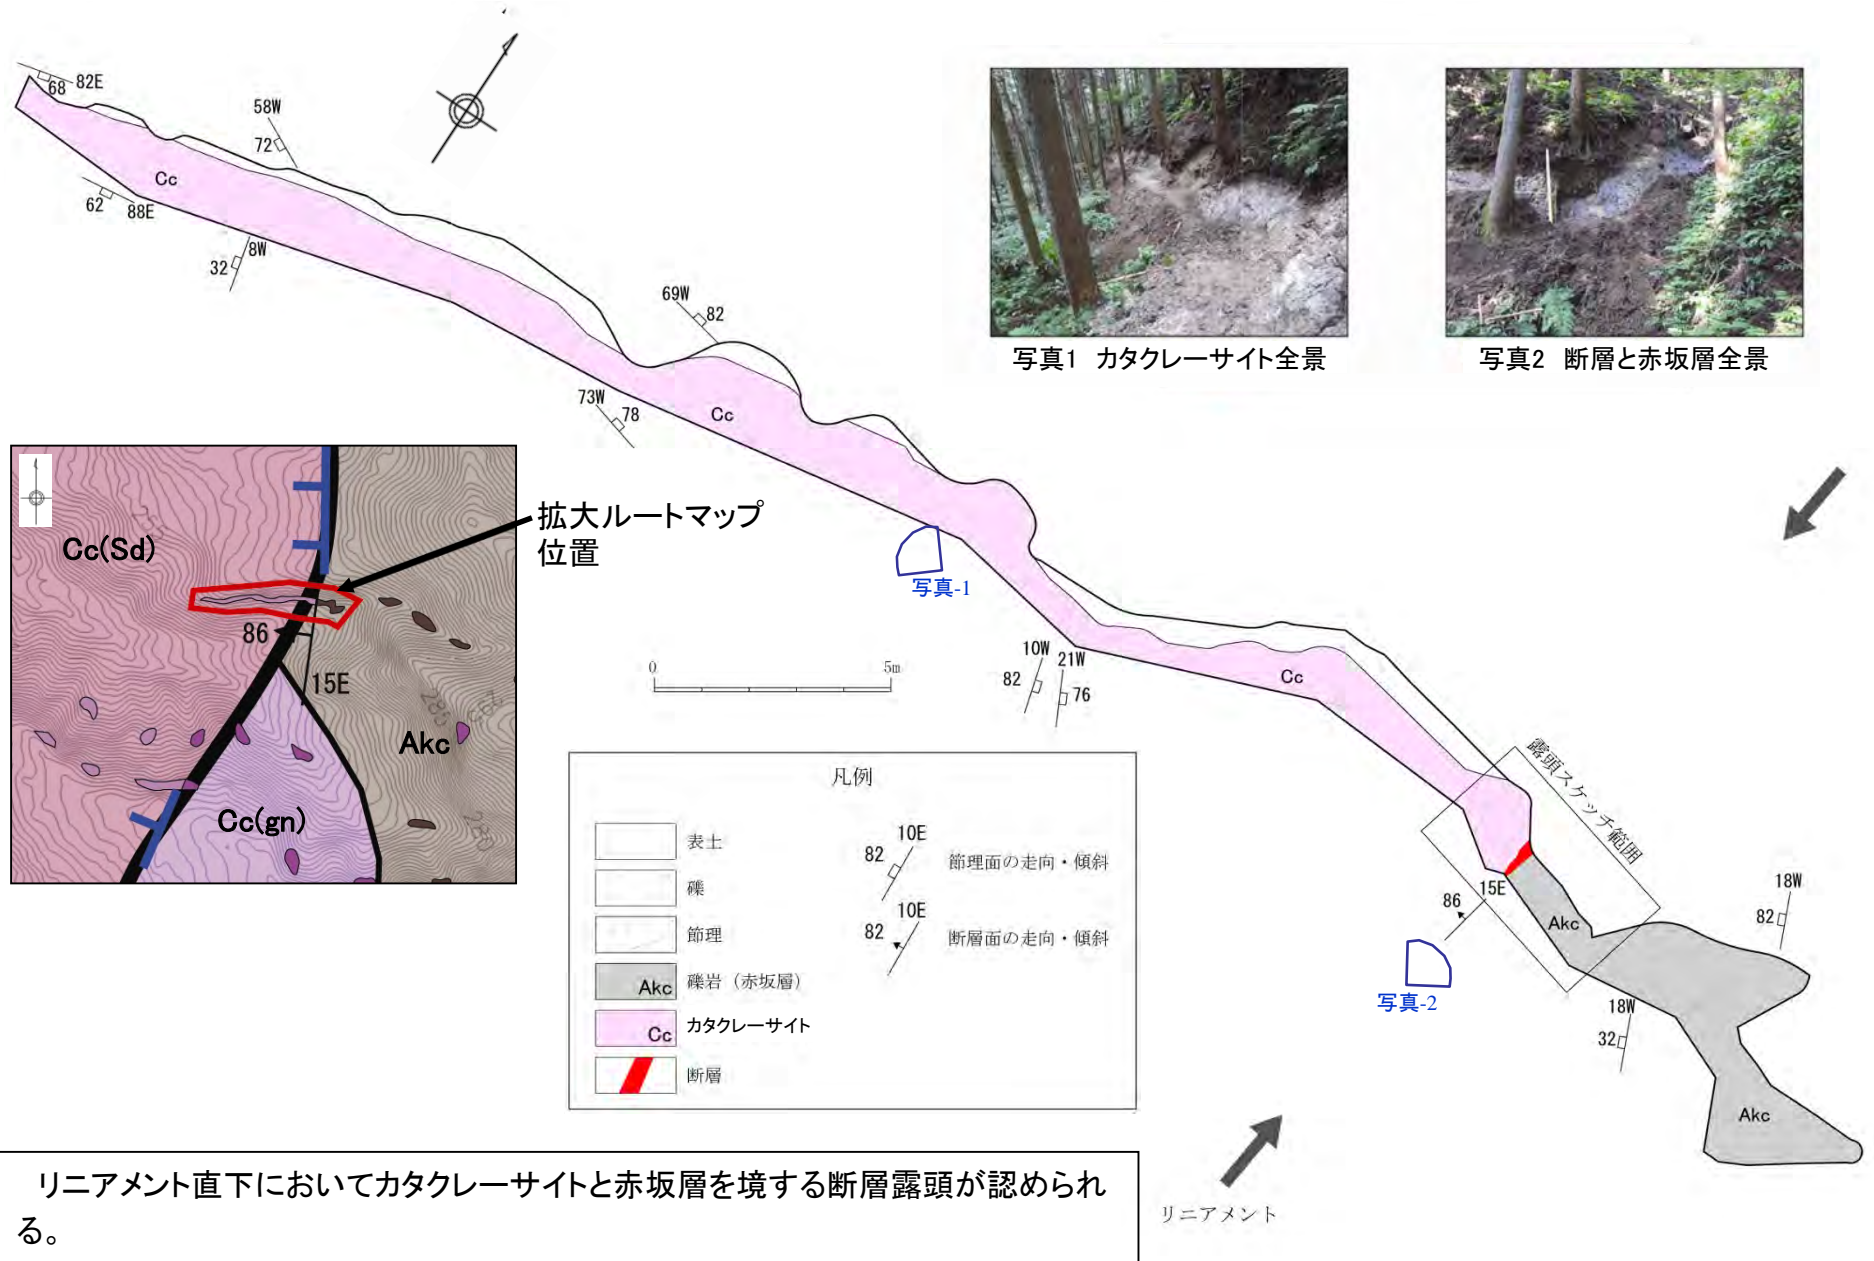 68 82E
58W
72
Cc
62 88E
8W
32
69W
82
73W
78
Cc
写真1 カタクレーサイト全景
写真2 断層と赤坂層全景
Cc(Sd)
86
15E
Akc
Cc(gn)
255
285
280
拡大ルートマップ
位置
写真-1
0 5m
10W
82
21W
76
Cc
露頭スケッチ範囲
15E
86
Akc
写真-2
18W
82
18W
32
Akc
凡例
表土
礫
節理
Akc 礫岩(赤坂層)
Cc カタクレーサイト
断層
10E
82
節理面の走向・傾斜
10E
82
断層面の走向・傾斜
リニアメント
リニアメント直下においてカタクレーサイトと赤坂層を境する断層露頭が認められ
る。